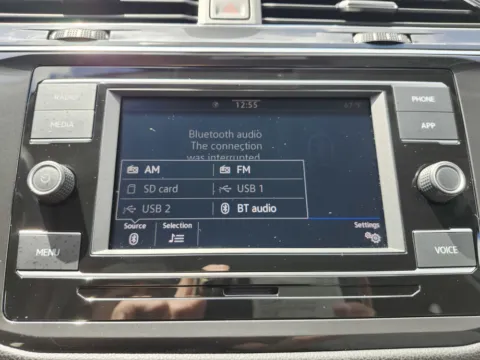 12:55
RADIO
MEDIA
MENU
PHONE
APP
VOICE
Bluetooth audio
The connection
was interrupted
AM FM
SD card USB 1
USB 2 BT audio
Source Selection Settings